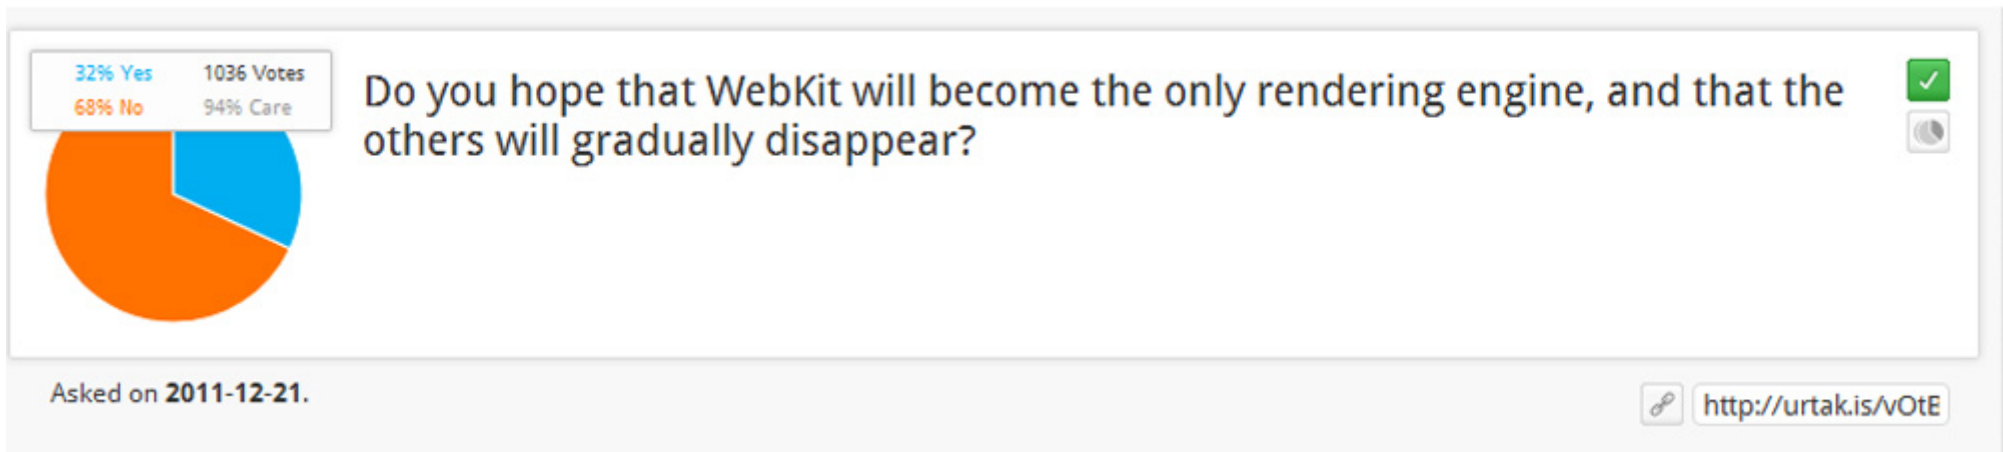 32% Yes 1036 Votes
68% No 94% Care
Do you hope that WebKit will become the only rendering engine, and that the
others will gradually disappear?
Asked on 2011-12-21.
http://urtak.is/vOtE